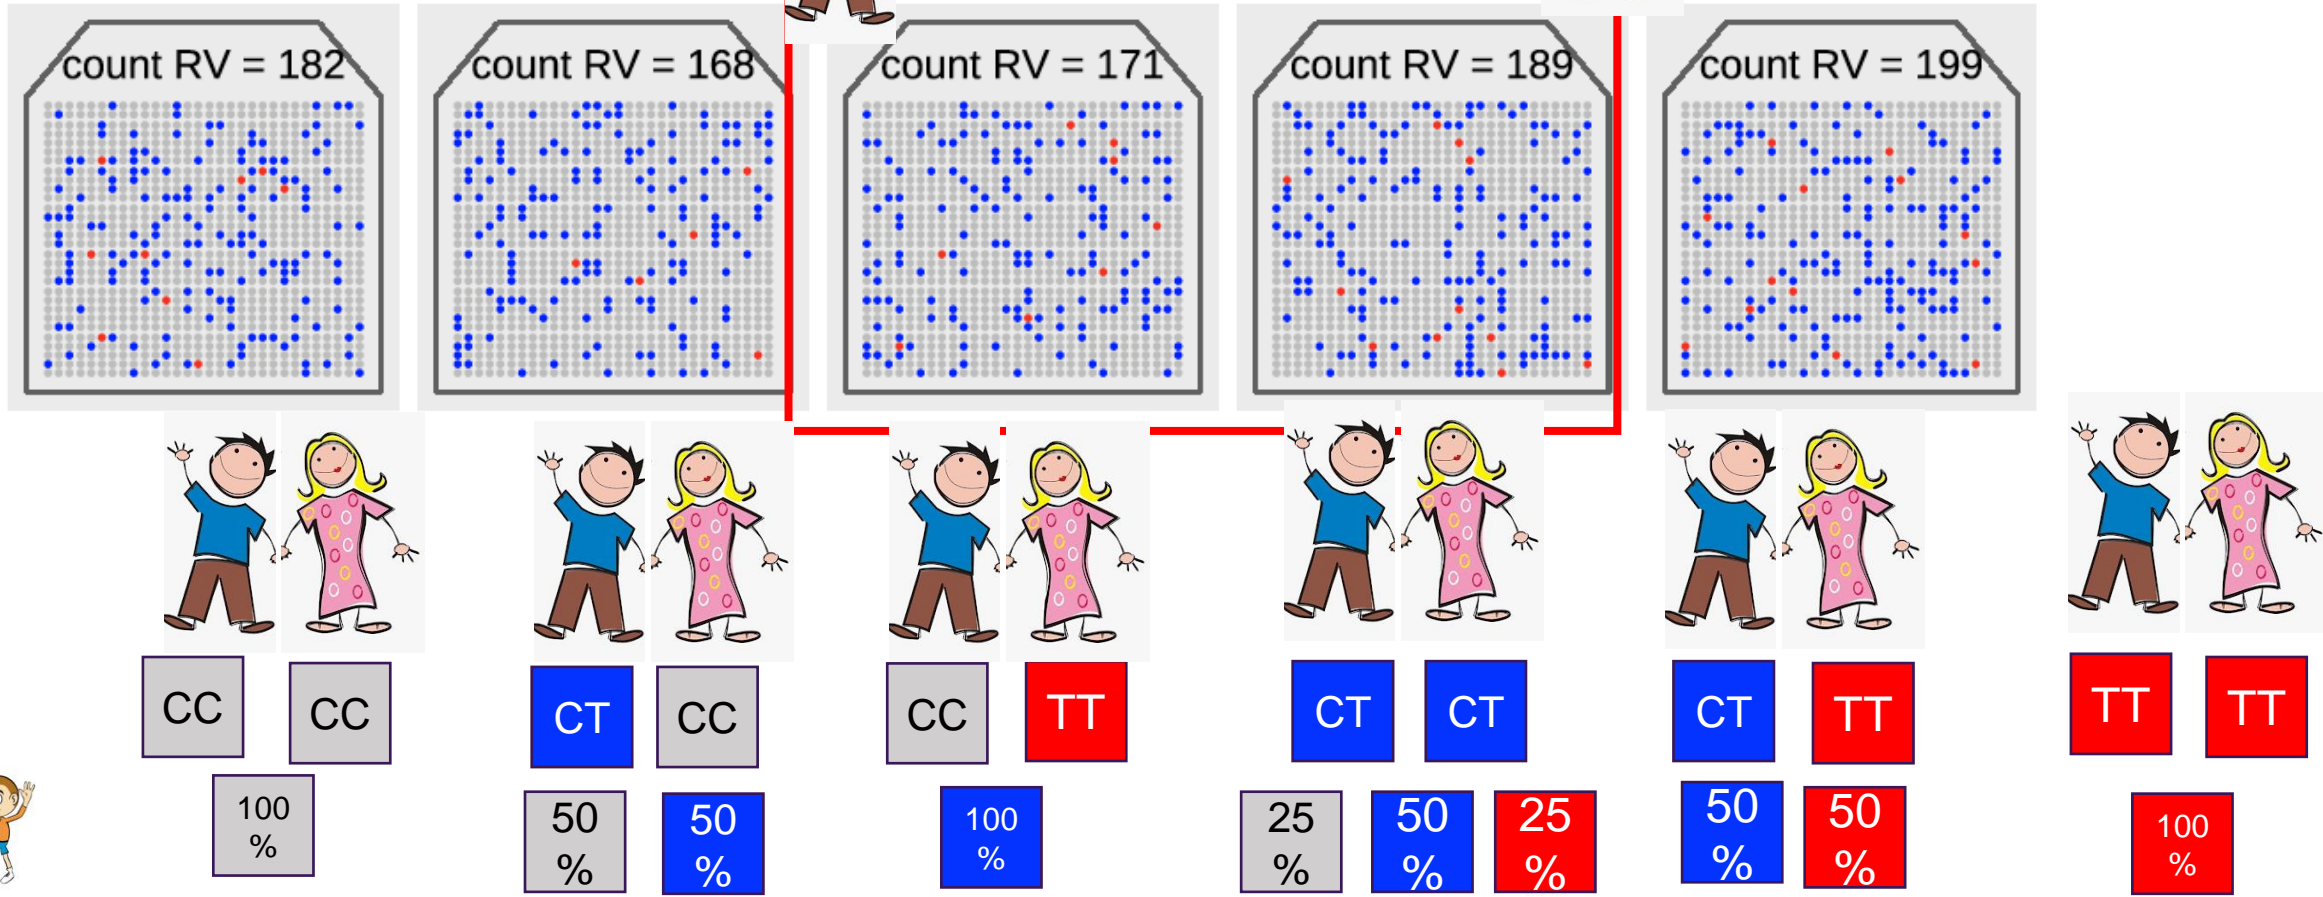 count RV = 182
count RV = 168
count RV = 171
count RV = 189
count RV = 199
CC
CC
CT
CC
CC
TT
CT
CT
CT
TT
TT
TT
100
%
50
%
50
%
100
%
25
%
50
%
25
%
50
%
50
%
100
%